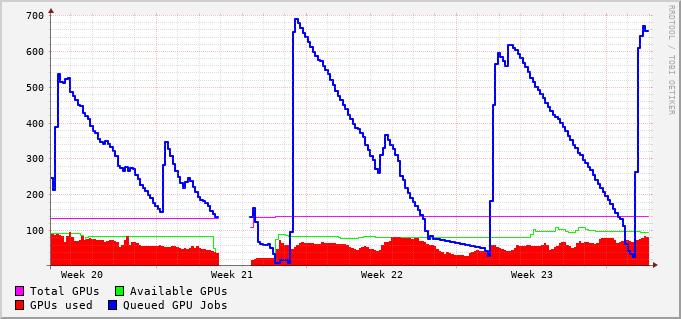 700
600
500
400
300
200
100
Week 20 Week 21 Week 22 Week 23
Total GPUs Available GPUs
GPUs used Queued GPU Jobs
RRDTOOL / TOBI OETIKER